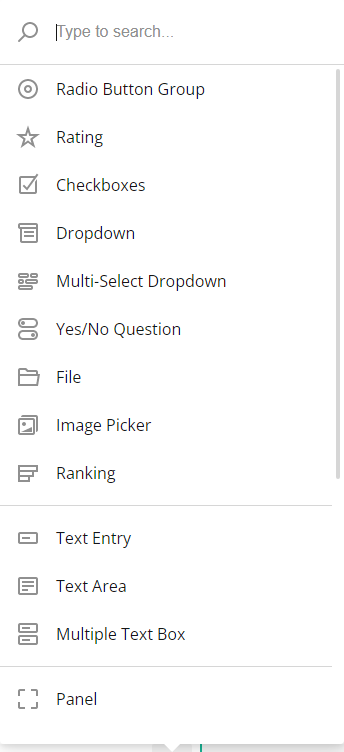 Type to search...
Radio Button Group
Rating
Checkboxes
Dropdown
Multi-Select Dropdown
Yes/No Question
File
Image Picker
Ranking
Text Entry
Text Area
Multiple Text Box
Panel